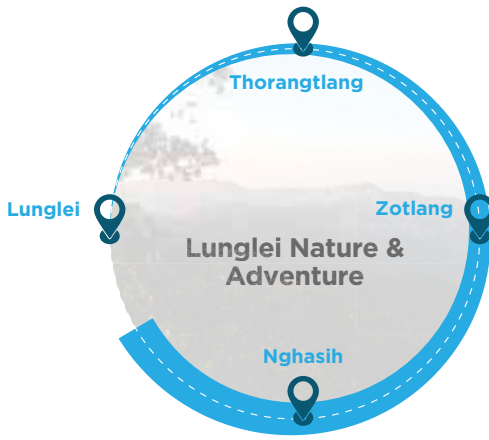 Thorangtlang
Lunglei
Zotlang
Lunglei Nature &
Adventure
Nghasih